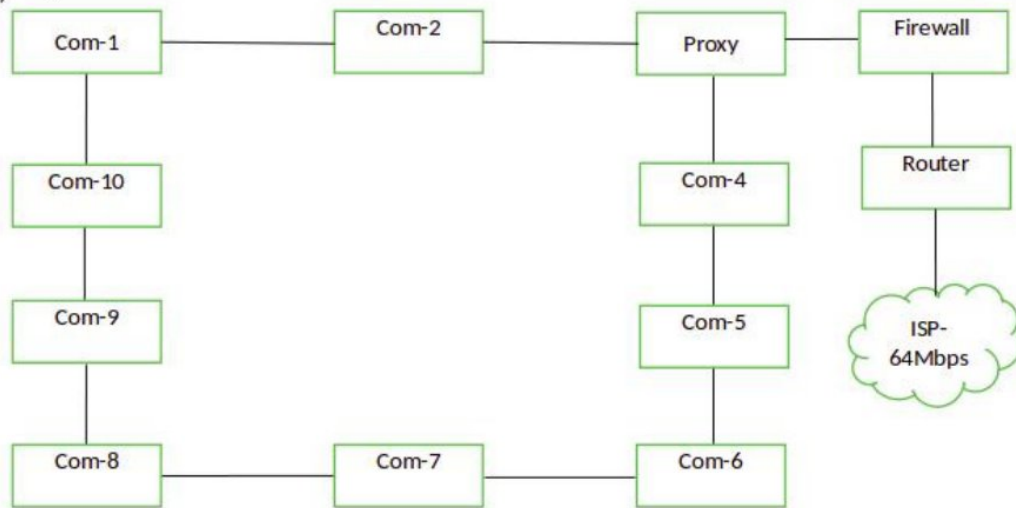 Com-1
Com-2
Proxy
Firewall
Com-10
Com-4
Router
Com-9
Com-5
ISP-
64Mbps
Com-8
Com-7
Com-6